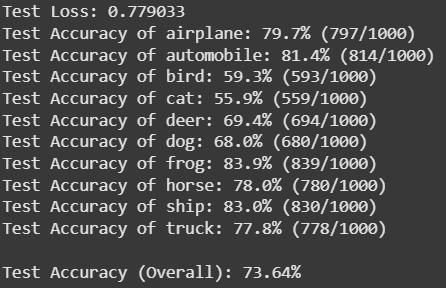 Test Loss: 0.779033
Test Accuracy of airplane: 79.7% (797/1000)
Test Accuracy of automobile: 81.4% (814/1000)
Test Accuracy of bird: 59.3% (593/1000)
Test Accuracy of cat: 55.9% (559/1000)
Test Accuracy of deer: 69.4% (694/1000)
Test Accuracy of dog: 68.0% (680/1000)
Test Accuracy of frog: 83.9% (839/1000)
Test Accuracy of horse: 78.0% (780/1000)
Test Accuracy of ship: 83.0% (830/1000)
Test Accuracy of truck: 77.8% (778/1000)
Test Accuracy (Overall): 73.64%